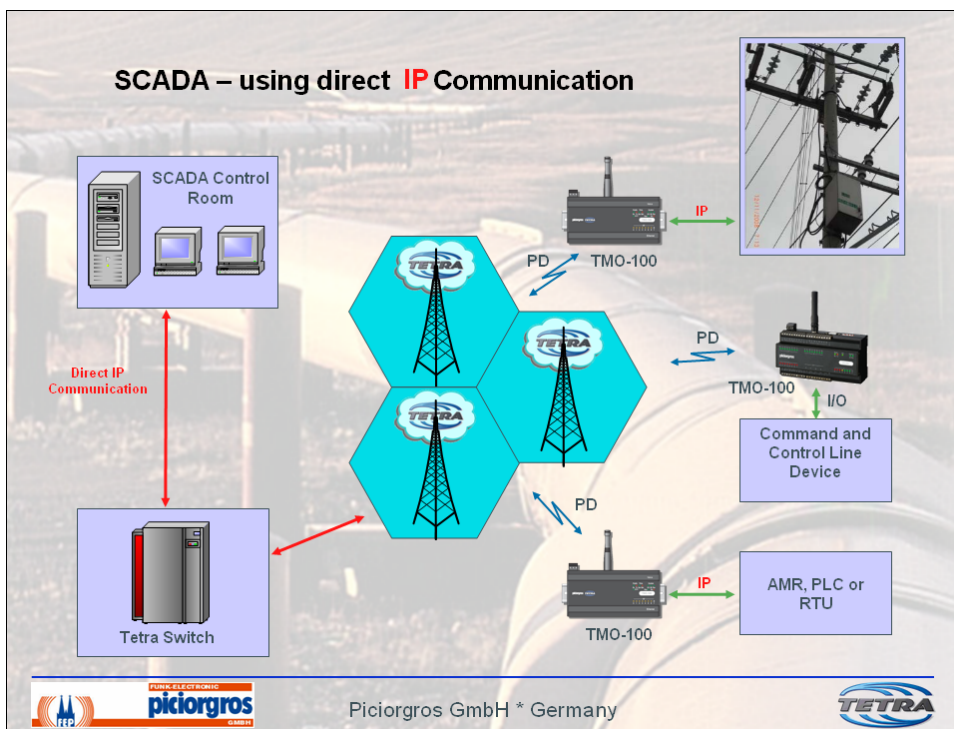 SCADA – using direct IP Communication
SCADA Control
Room
IP
TETRA
PD
TMO-100
TETRA
PD
TMO-100
I/O
Direct IP
Communication
TETRA
Command and
Control Line
Device
PD
IP
AMR, PLC or
RTU
Tetra Switch
TMO-100
FEP
FUNK-ELECTRONIC
piciorgros
GMBH
Piciorgros GmbH * Germany
TETRA